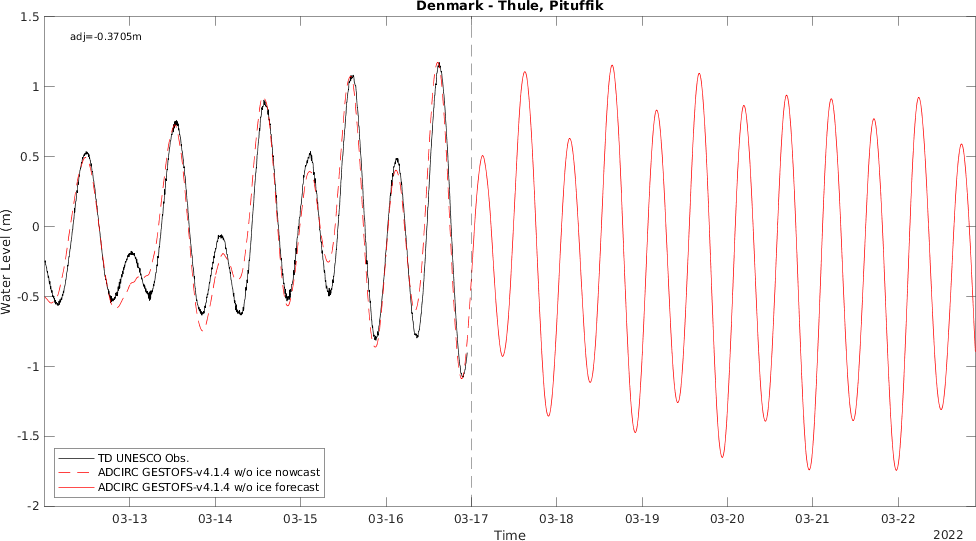 Denmark - Thule, Pituffik
adj=-0.3705m
1.5
1
0.5
0
-0.5
-1
-1.5
-2
Water Level (m)
TD UNESCO Obs.
ADCIRC GESTOFS-v4.1.4 w/o ice nowcast
ADCIRC GESTOFS-v4.1.4 w/o ice forecast
03-13 03-14 03-15 03-16 03-17 03-18 03-19 03-20 03-21 03-22
Time
2022